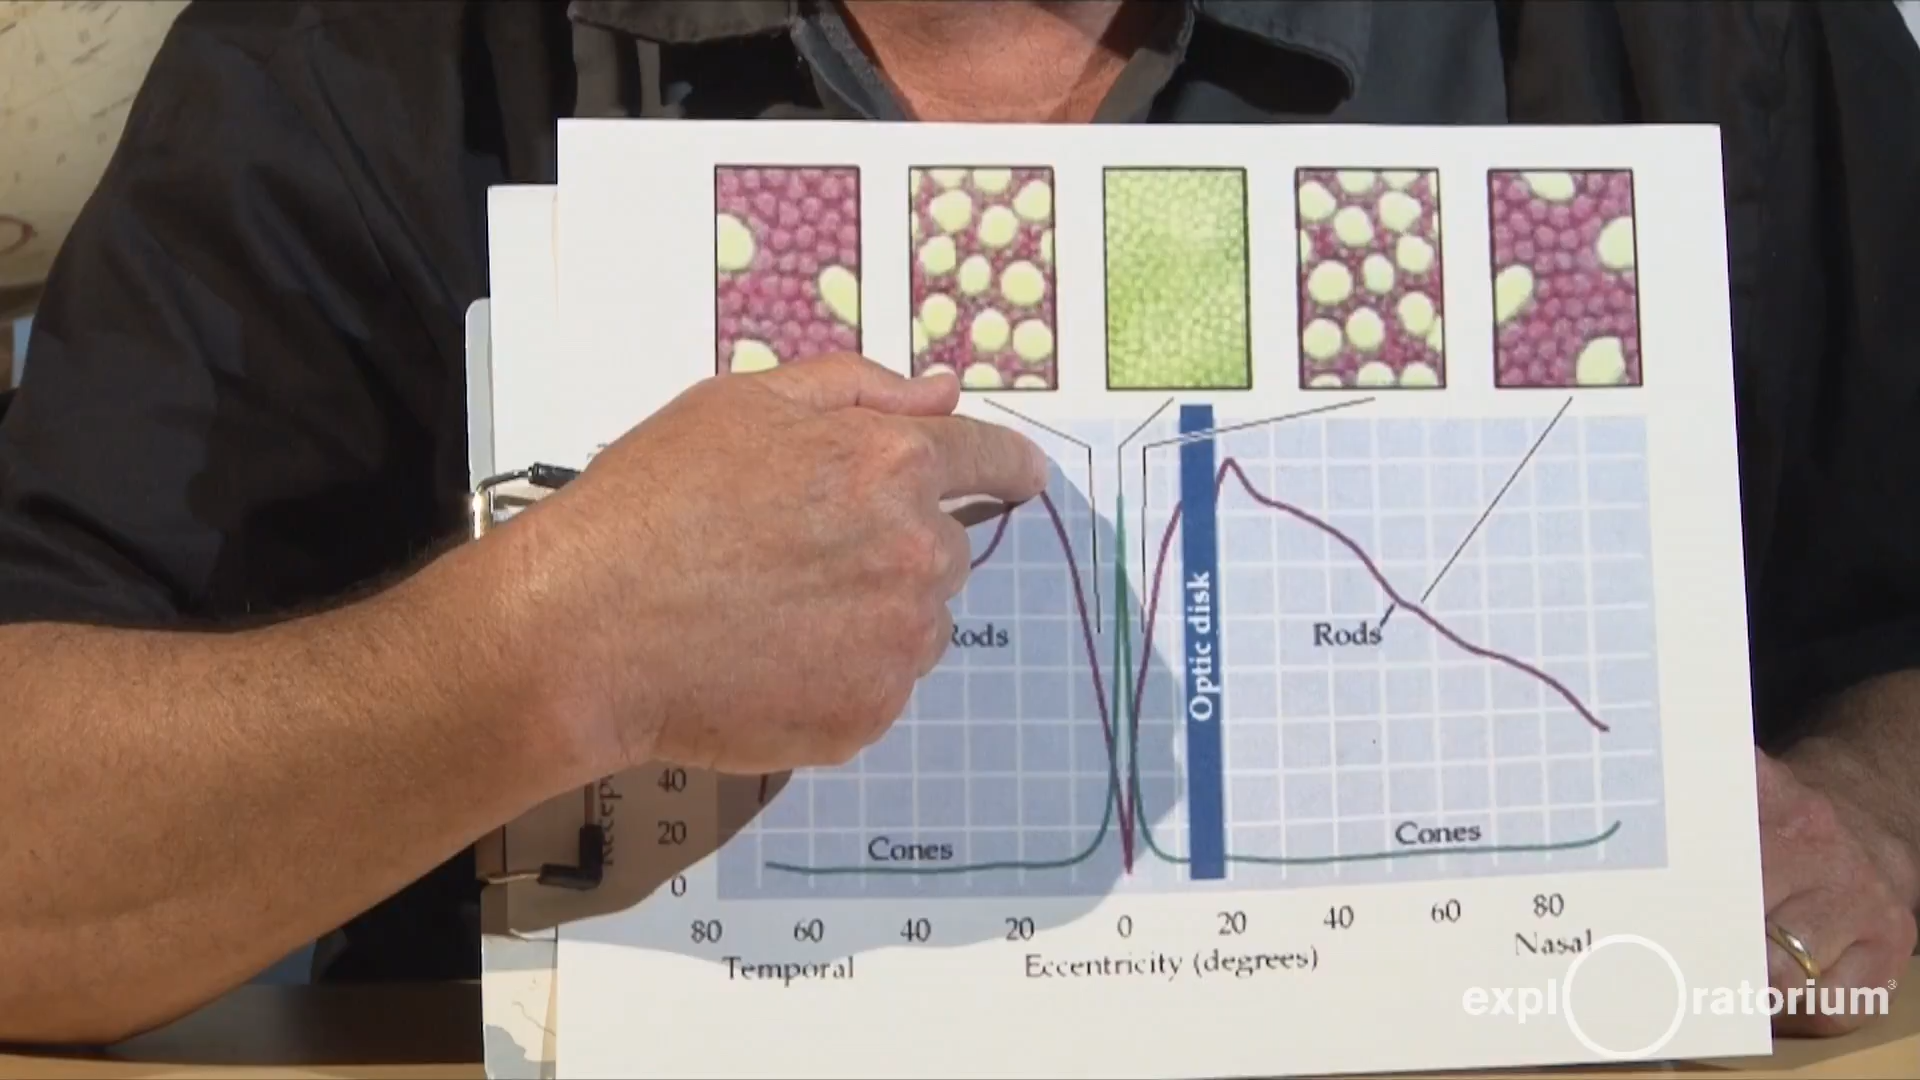 Rods
Rods
Optic disk
40
20
0
Cones
Cones
80 60 40 20 0 20 40 60 80
Temporal Eccentricity (degrees) Nasal
exploratorium